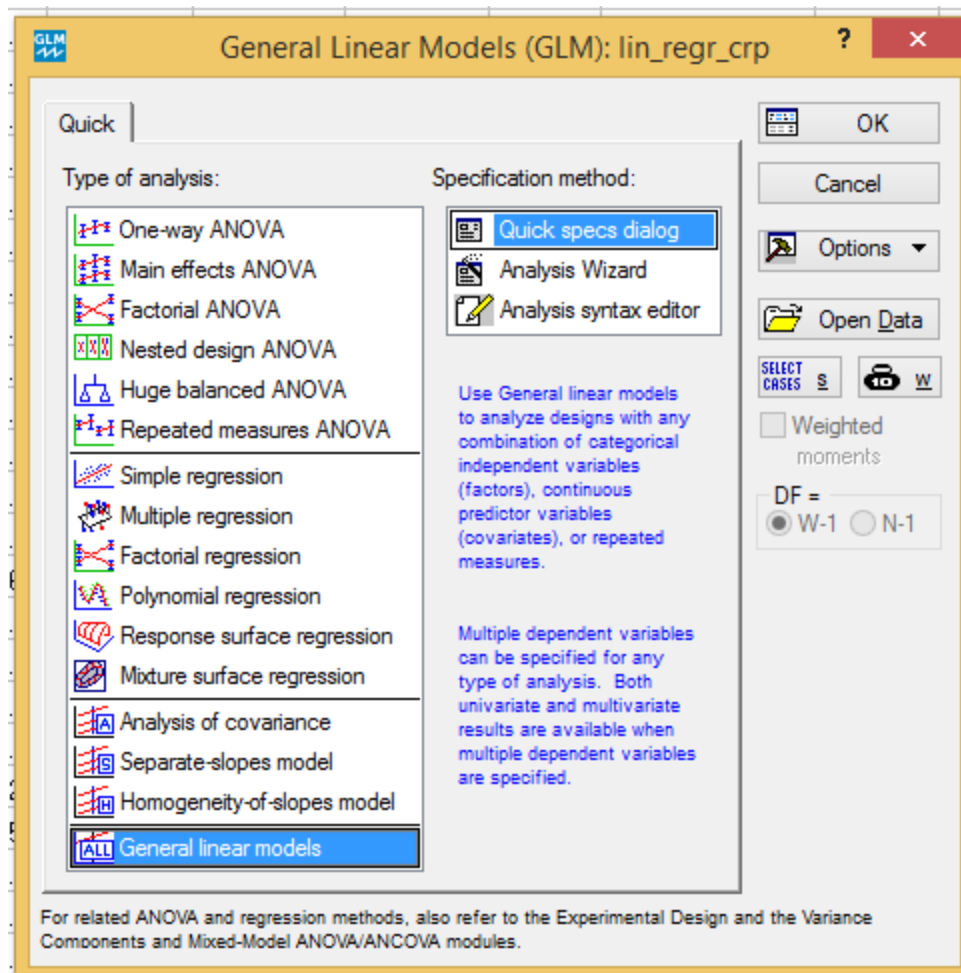 GLM
General Linear Models (GLM): lin_regr_crp
?
×
Quick
Type of analysis:
One-way ANOVA
Main effects ANOVA
Factorial ANOVA
Nested design ANOVA
Huge balanced ANOVA
Repeated measures ANOVA
Simple regression
Multiple regression
Factorial regression
Polynomial regression
Response surface regression
Mixture surface regression
A Analysis of covariance
S Separate-slopes model
H Homogeneity-of-slopes model
ALL General linear models
Specification method:
Quick specs dialog
Analysis Wizard
Analysis syntax editor
Use General linear models
to analyze designs with any
combination of categorical
independent variables
(factors), continuous
predictor variables
(covariates), or repeated
measures.
Multiple dependent variables
can be specified for any
type of analysis. Both
univariate and multivariate
results are available when
multiple dependent variables
are specified.
OK
Cancel
Options
Open Data
SELECT
CASES S
W
Weighted
moments
DF =
W-1 N-1
For related ANOVA and regression methods, also refer to the Experimental Design and the Variance
Components and Mixed-Model ANOVA/ANCOVA modules.